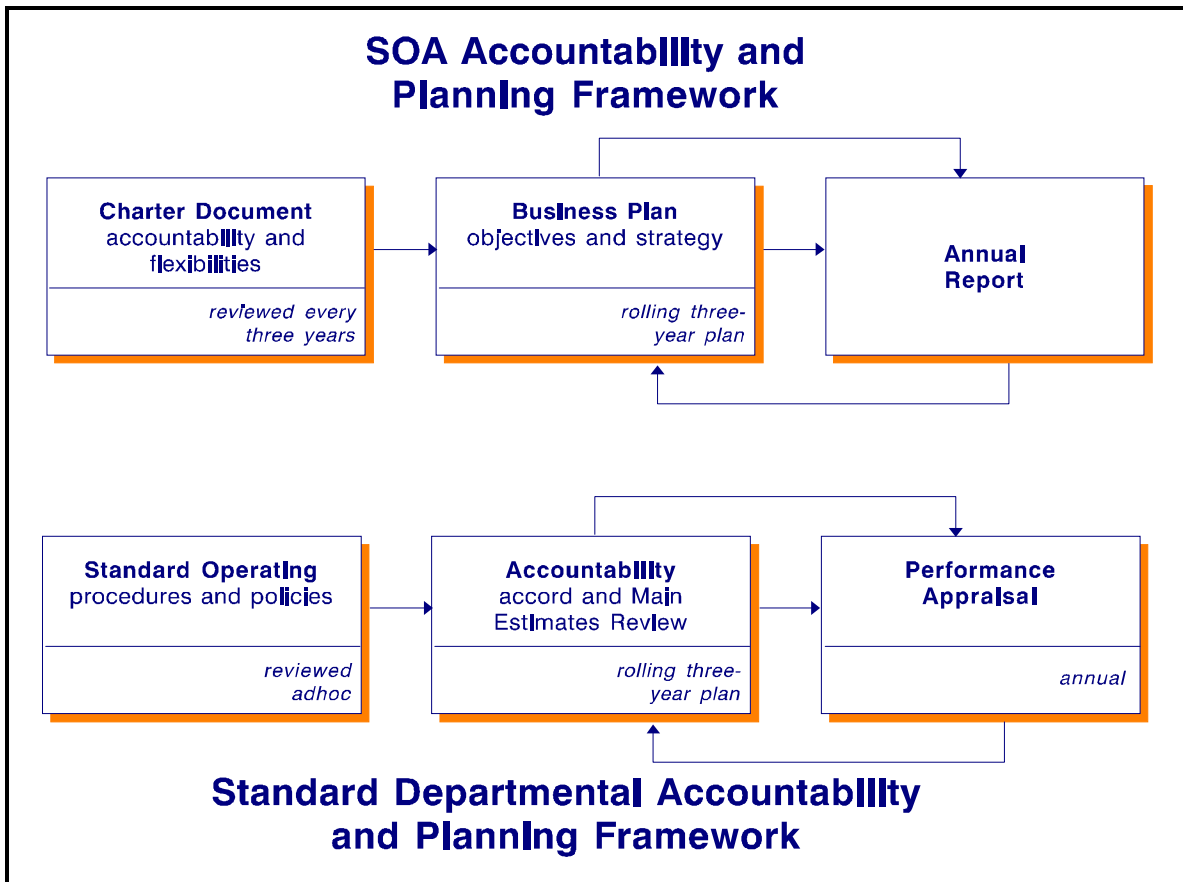 SOA Accountability and
Planning Framework
Charter Document
accountability and
flexibilities
reviewed every
three years
Business Plan
objectives and strategy
rolling three-
year plan
Annual
Report
Standard Operating
procedures and policies
reviewed
adhoc
Accountability
accord and Main
Estimates Review
rolling three-
year plan
Performance
Appraisal
annual
Standard Departmental Accountability
and Planning Framework